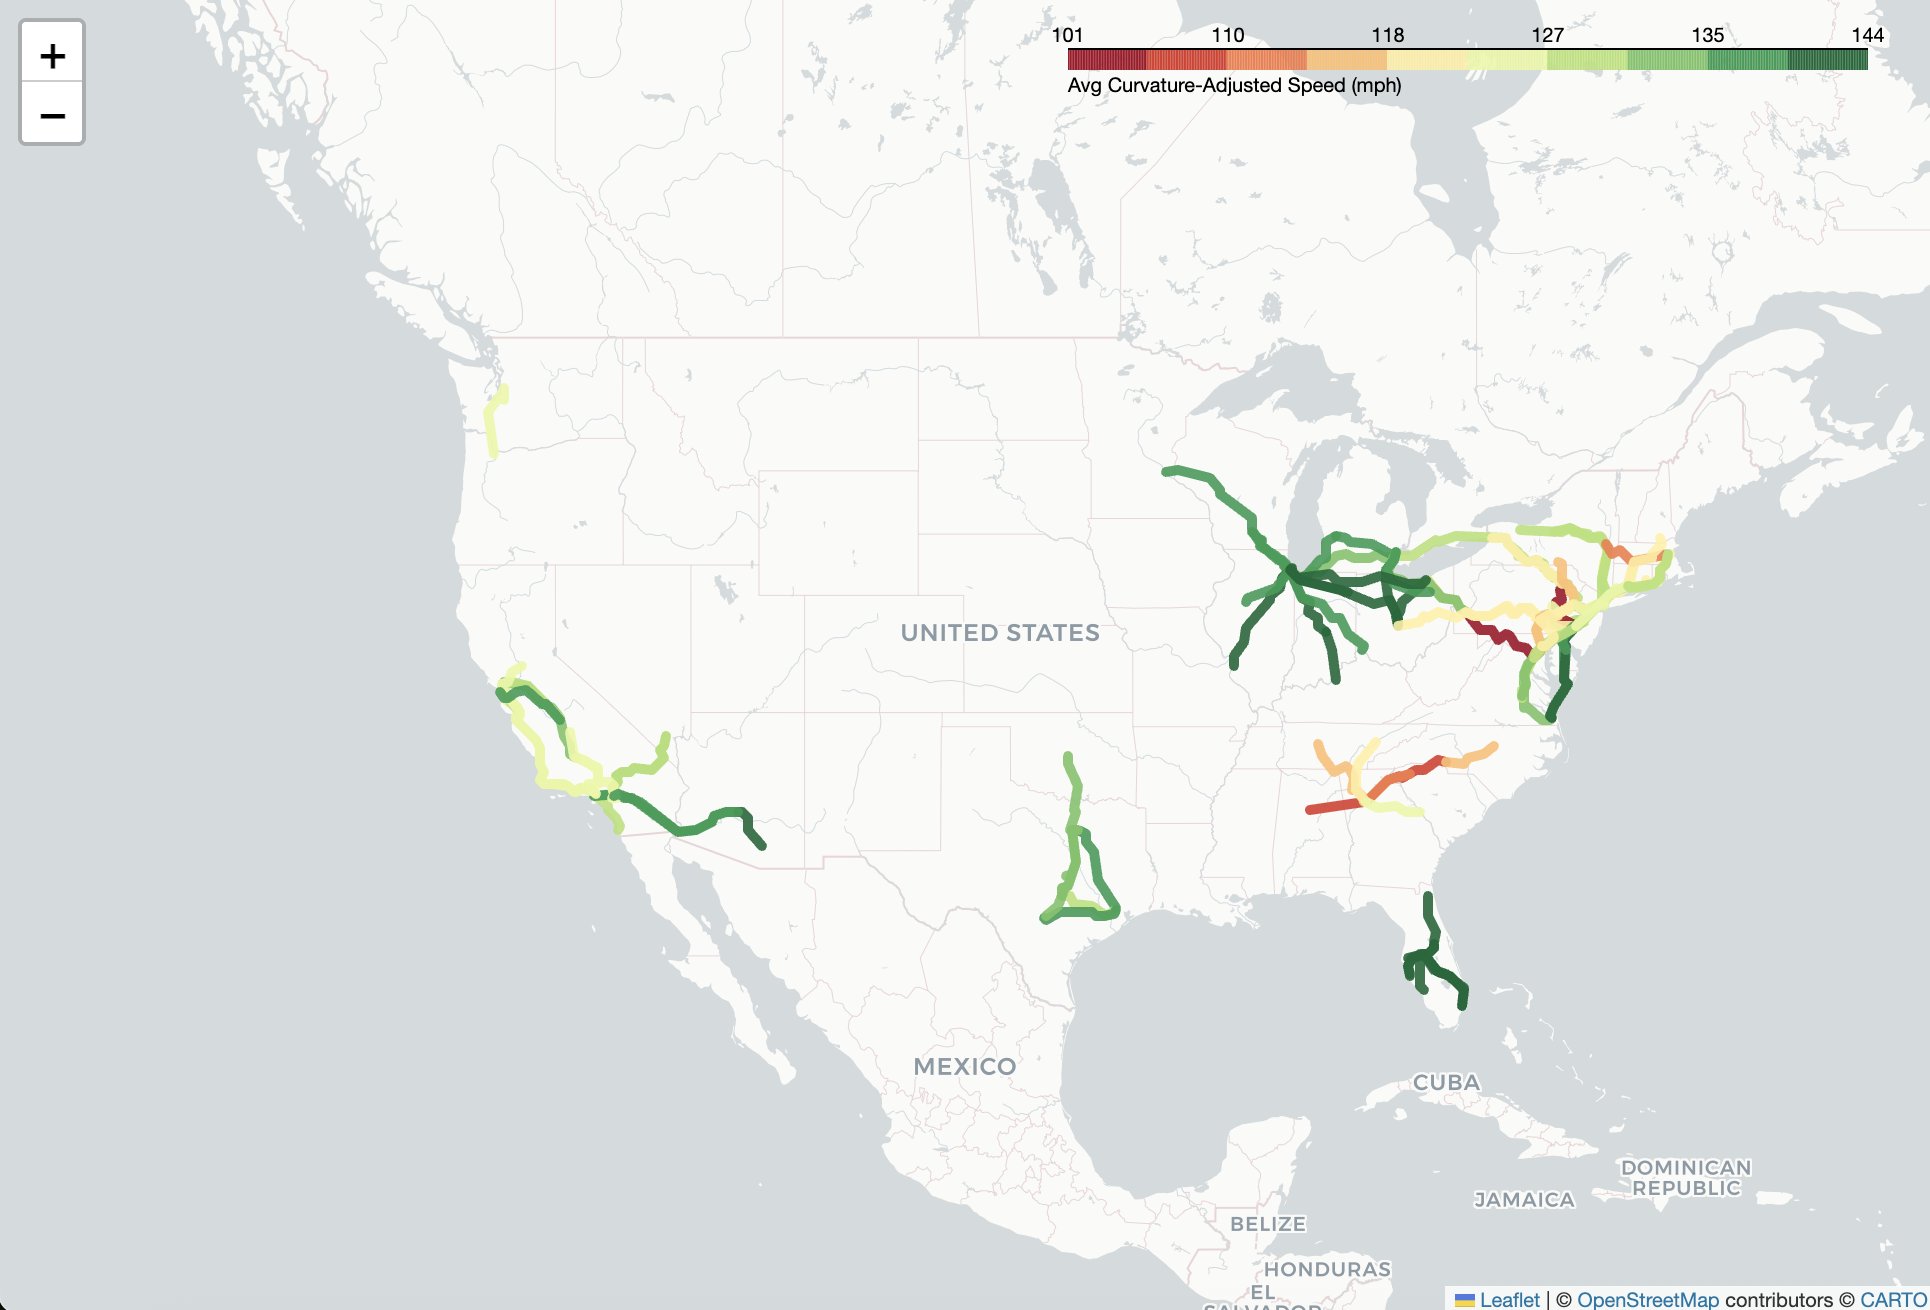 +
−
101 110 118 127 135 144
Avg Curvature-Adjusted Speed (mph)
UNITED STATES
MEXICO
CUBA
DOMINICAN
REPUBLIC
JAMAICA
BELIZE
HONDURAS
EL
SALVADOR
Leaflet | © OpenStreetMap contributors © CARTO